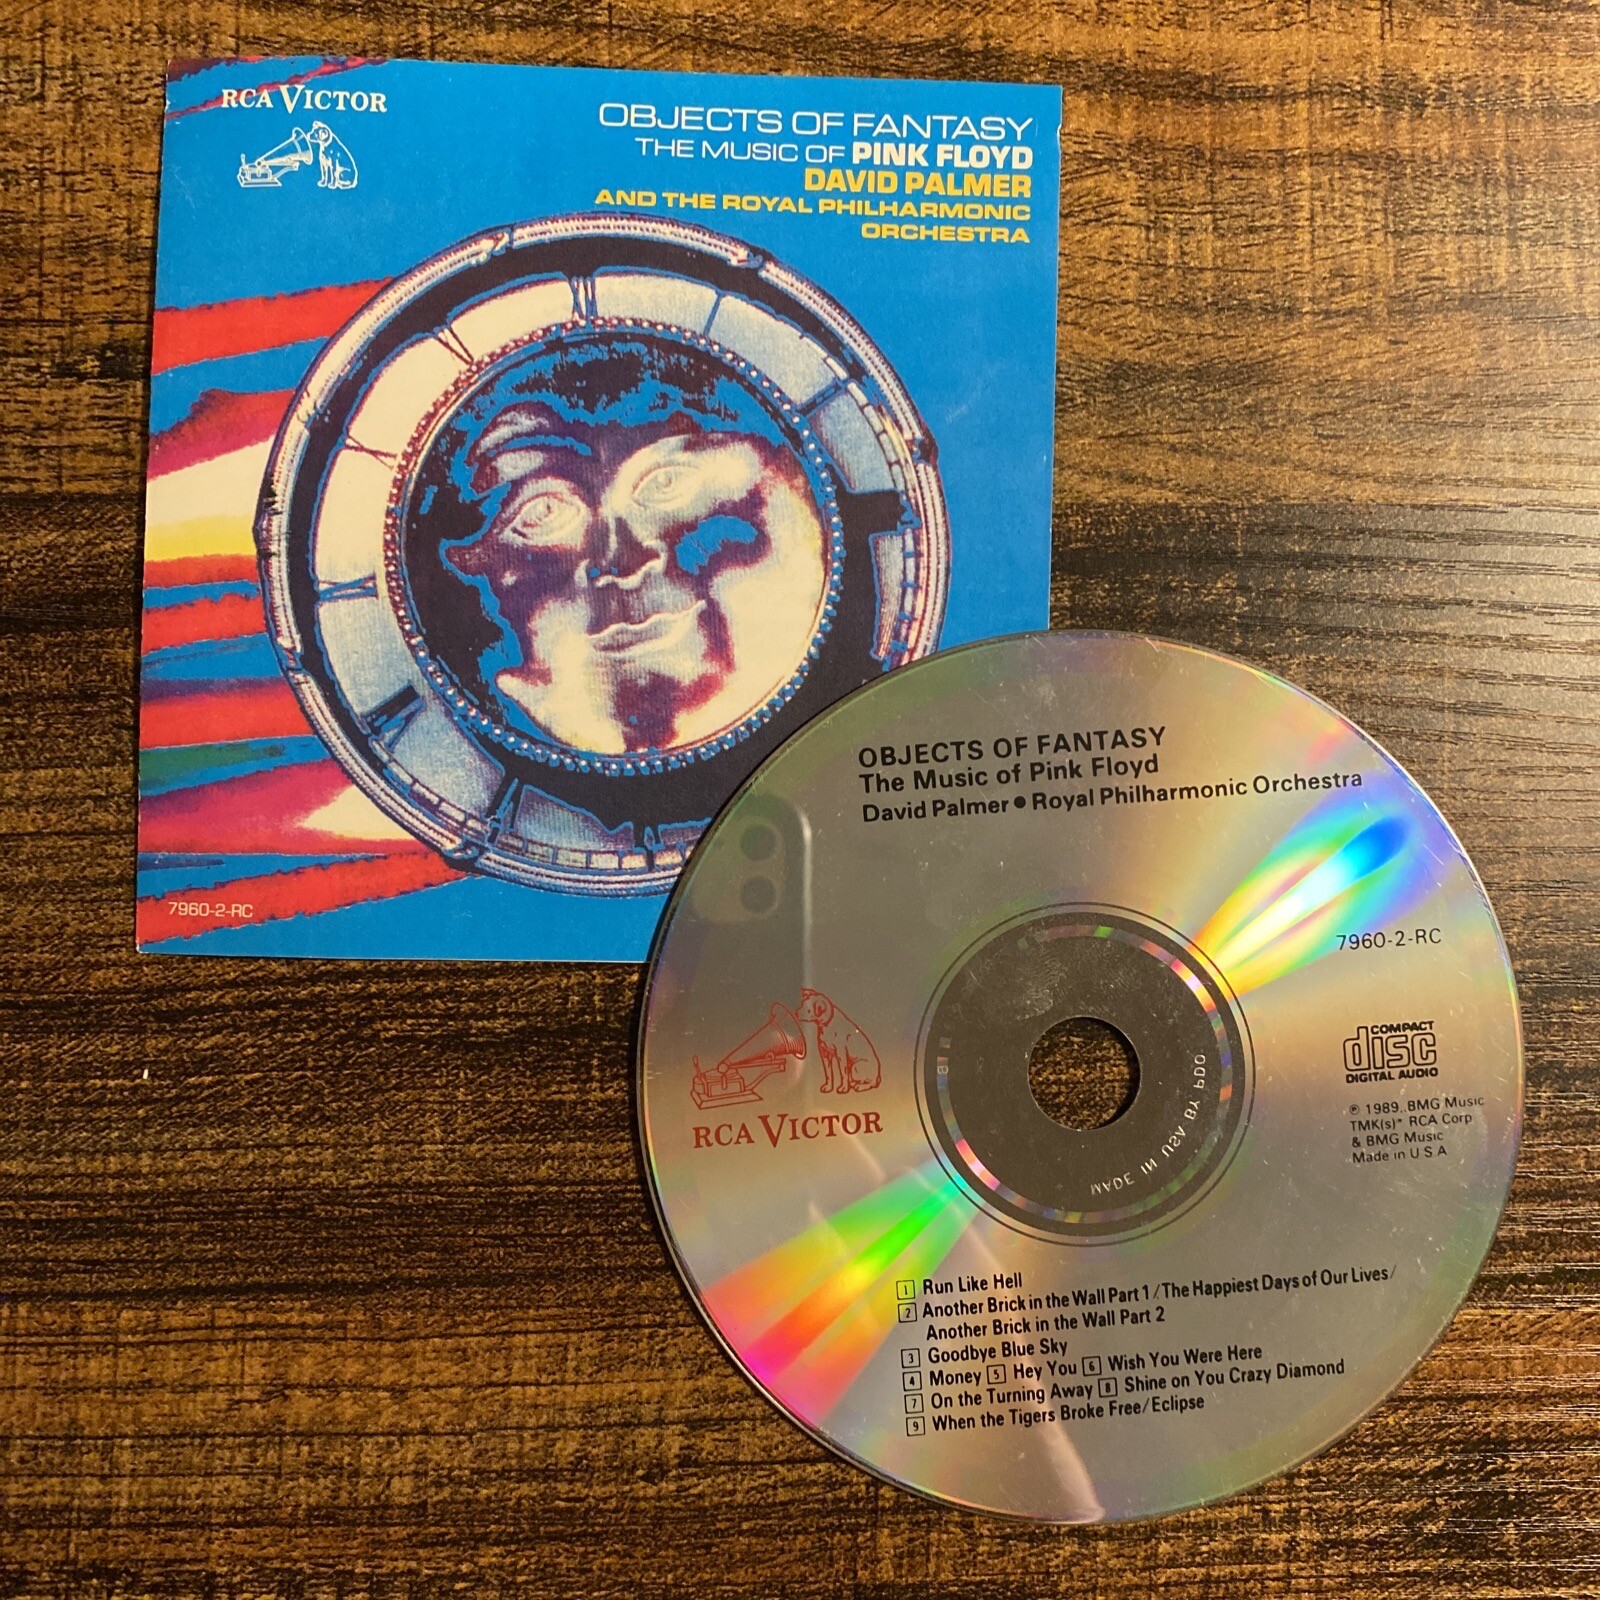 RCA VICTOR
OBJECTS OF FANTASY
THE MUSIC OF PINK FLOYD
DAVID PALMER
AND THE ROYAL PHILHARMONIC
ORCHESTRA
7960-2-RC
OBJECTS OF FANTASY
The Music of Pink Floyd
David Palmer ● Royal Philharmonic Orchestra
7960-2-RC
RCA VICTOR
COMPACT
disc
DIGITAL AUDIO
℗ 1989, BMG Music
TMK(s)® RCA Corp
& BMG Music
Made in U S A
MADE IN USA BY PDO
1 Run Like Hell
2 Another Brick in the Wall Part 1/The Happiest Days of Our Lives/
Another Brick in the Wall Part 2
3 Goodbye Blue Sky
4 Money 5 Hey You 6 Wish You Were Here
7 On the Turning Away 8 Shine on You Crazy Diamond
9 When the Tigers Broke Free/Eclipse